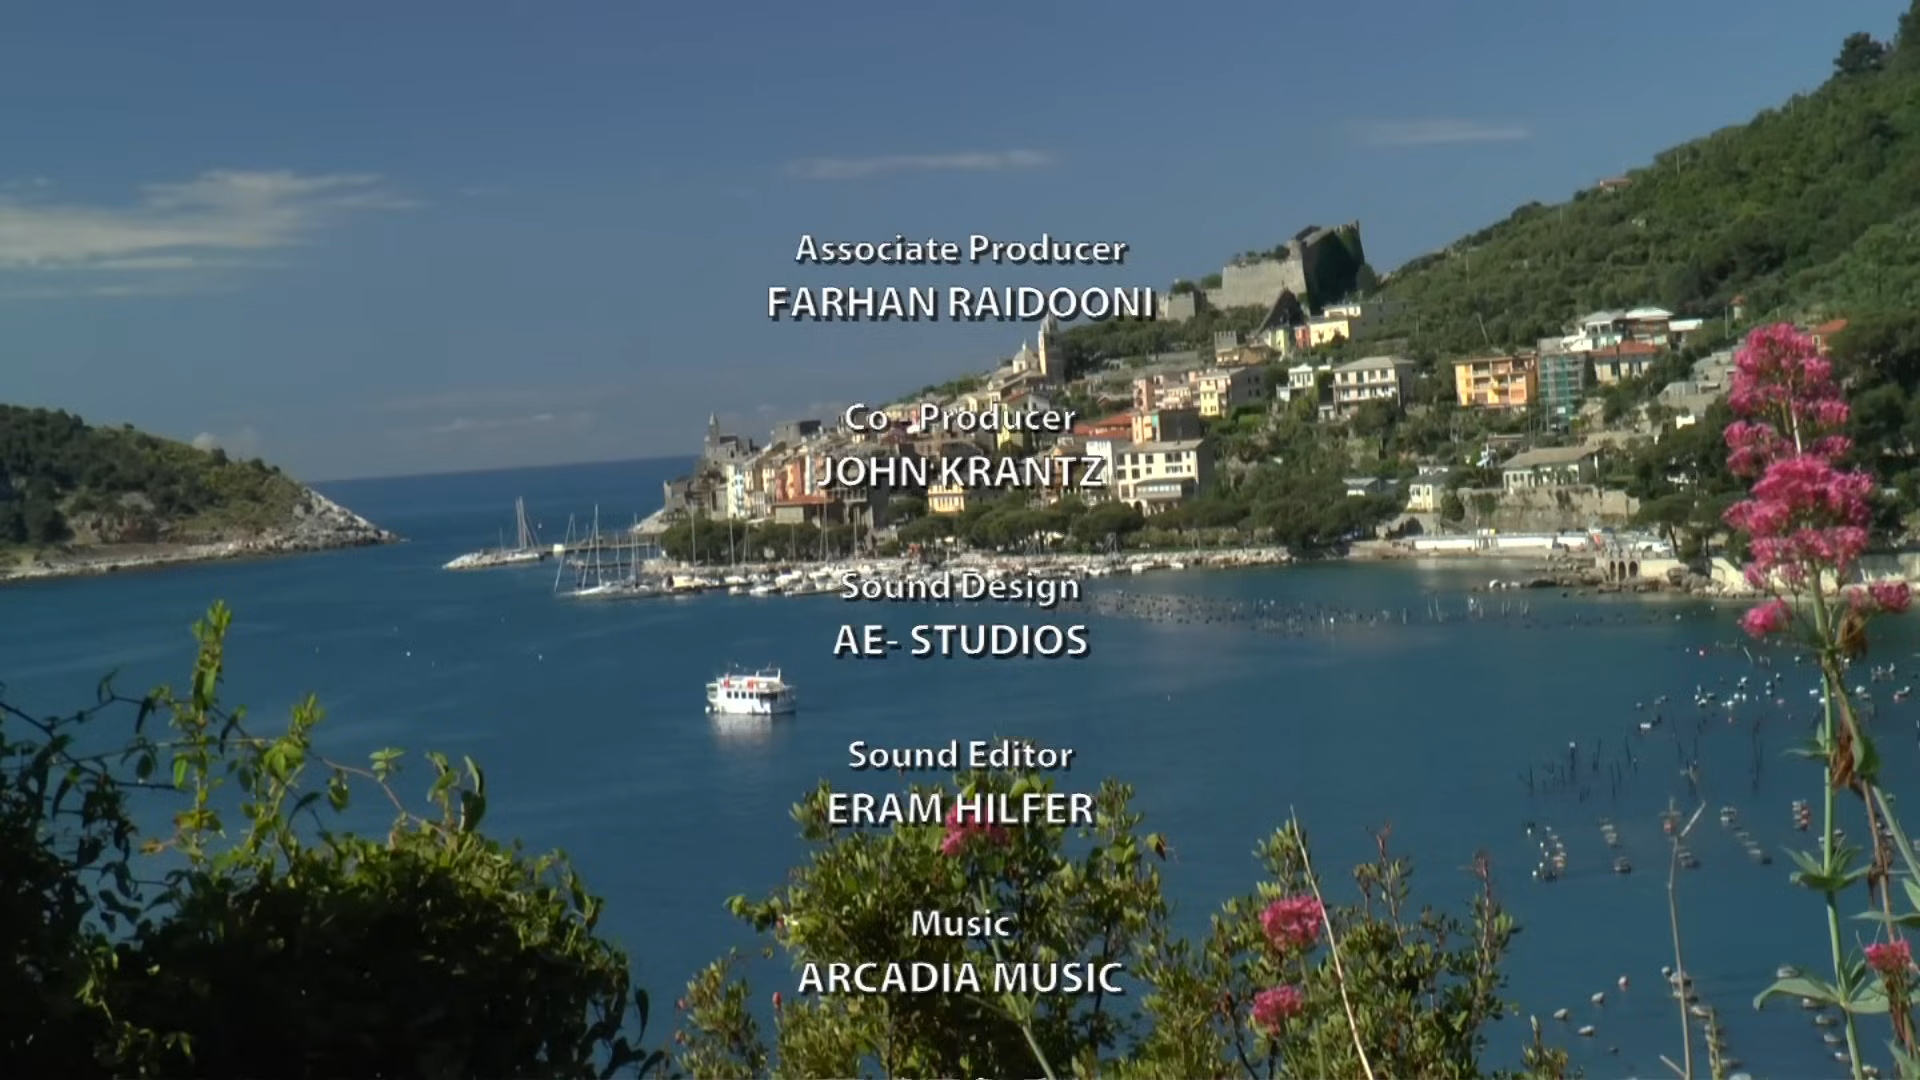 Associate Producer
FARHAN RAIDOONI
Co - Producer
JOHN KRANTZ
Sound Design
AE- STUDIOS
Sound Editor
ERAM HILFER
Music
ARCADIA MUSIC